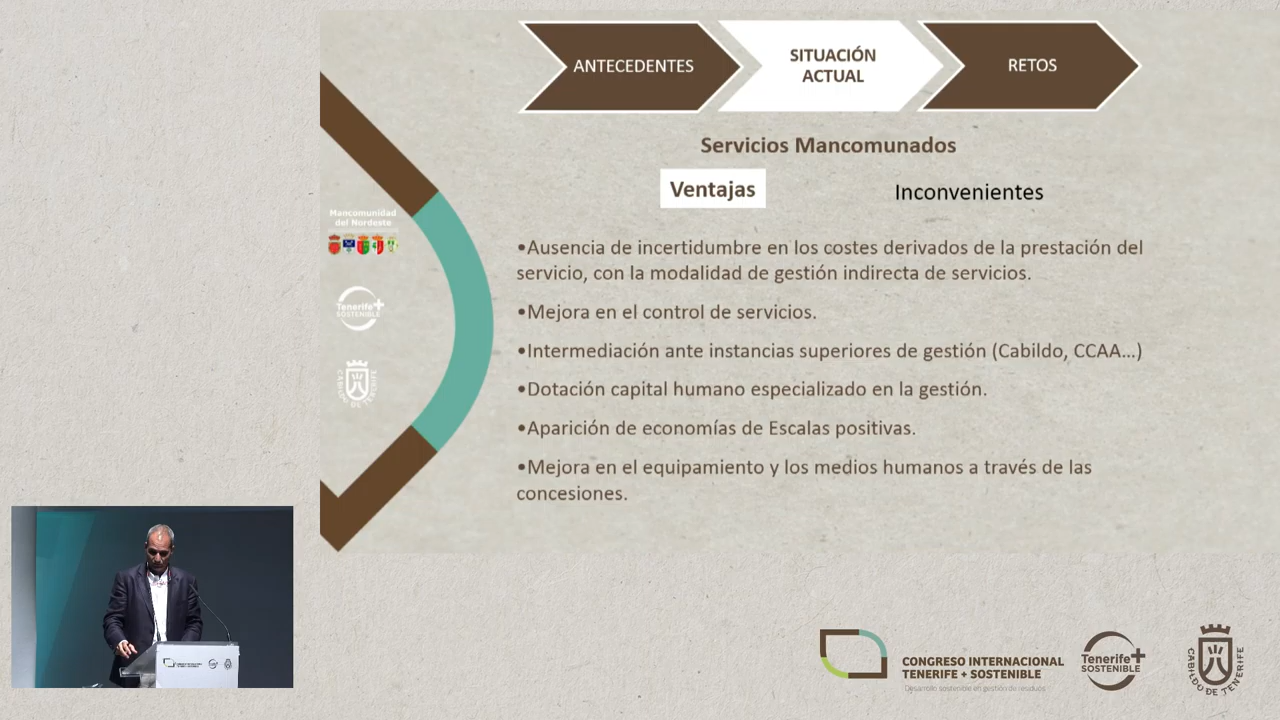 ANTECEDENTES
SITUACIÓN
ACTUAL
RETOS
Servicios Mancomunados
Ventajas
Inconvenientes
•Ausencia de incertidumbre en los costes derivados de la prestación del
servicio, con la modalidad de gestión indirecta de servicios.
•Mejora en el control de servicios.
•Intermediación ante instancias superiores de gestión (Cabildo, CCAA...)
•Dotación capital humano especializado en la gestión.
•Aparición de economías de Escalas positivas.
•Mejora en el equipamiento y los medios humanos a través de las
concesiones.
Mancomunidad
del Nordeste
Tenerife+
SOSTENIBLE
CABILDO DE TENERIFE
CONGRESO INTERNACIONAL
TENERIFE + SOSTENIBLE
Desarrollo sostenible en gestión de residuos
Tenerife+
SOSTENIBLE
CABILDO DE TENERIFE